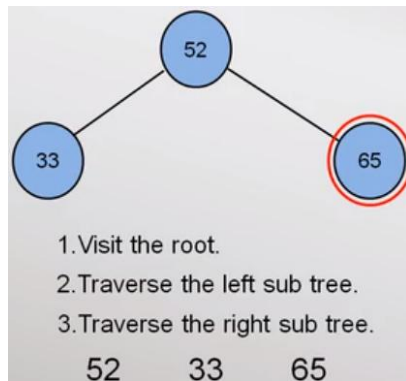 52
33 65
1.Visit the root.
2.Traverse the left sub tree.
3.Traverse the right sub tree.
52 33 65